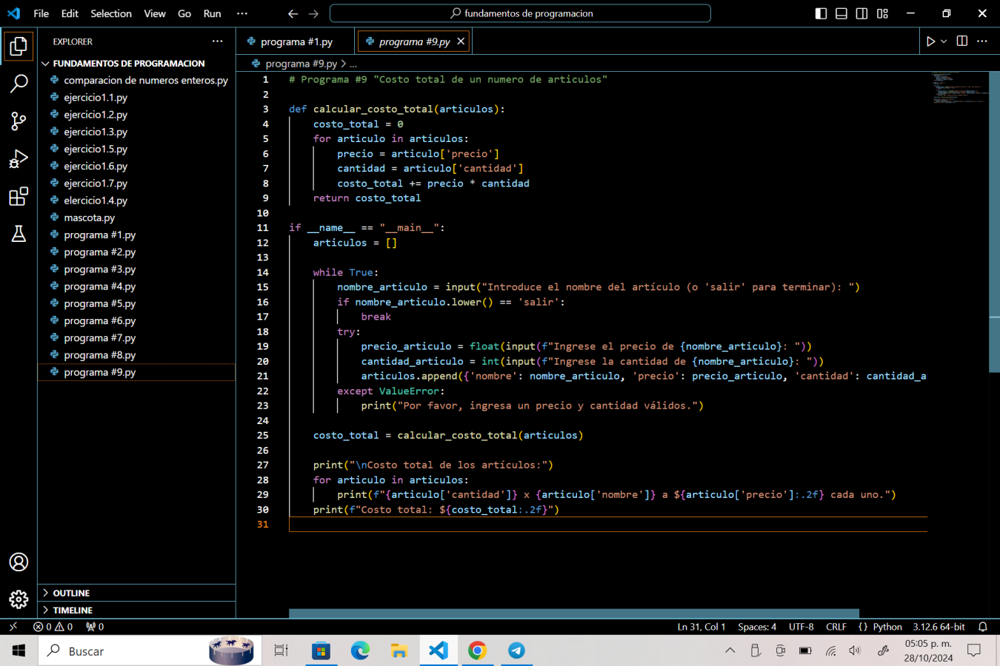 File Edit Selection View Go Run ···
fundamentos de programacion
EXPLORER ···
FUNDAMENTOS DE PROGRAMACION
comparacion de numeros enteros.py
ejercicio1.1.py
ejercicio1.2.py
ejercicio1.3.py
ejercicio1.5.py
ejercicio1.6.py
ejercicio1.7.py
elercicio1.4.py
mascota.py
programa #1.py
programa #2.py
programa #3.py
programa #4.py
programa #5.py
programa #6.py
programa #7.py
programa #8.py
programa #9.py
OUTLINE
TIMELINE
programa #1.py programa #9.py
programa #9.py > ...
1 # Programa #9 "Costo total de un numero de articulos"
2
3 def calcular_costo_total(articulos):
4 costo_total = 0
5 for articulo in articulos:
6 precio = articulo['precio']
7 cantidad = articulo['cantidad']
8 costo_total += precio * cantidad
9 return costo_total
10
11 if __name__ == "__main__":
12 articulos = []
13
14 while True:
15 nombre_articulo = input("Introduce el nombre del artículo (o 'salir' para terminar): ")
16 if nombre_articulo.lower() == 'salir':
17 break
18 try:
19 precio_articulo = float(input(f"Ingrese el precio de {nombre_articulo}: "))
20 cantidad_articulo = int(input(f"Ingrese la cantidad de {nombre_articulo}: "))
21 articulos.append({'nombre': nombre_articulo, 'precio': precio_articulo, 'cantidad': cantidad_a
22 except ValueError:
23 print("Por favor, ingresa un precio y cantidad válidos.")
24
25 costo_total = calcular_costo_total(articulos)
26
27 print("\nCosto total de los artículos:")
28 for articulo in articulos:
29 print(f"{articulo['cantidad']} x {articulo['nombre']} a ${articulo['precio']:.2f} cada uno.")
30 print(f"Costo total: ${costo_total:.2f}")
31
0 0 0 Ln 31, Col 1 Spaces: 4 UTF-8 CRLF {} Python 3.12.6 64-bit
Buscar
05:05 p. m.
28/10/2024